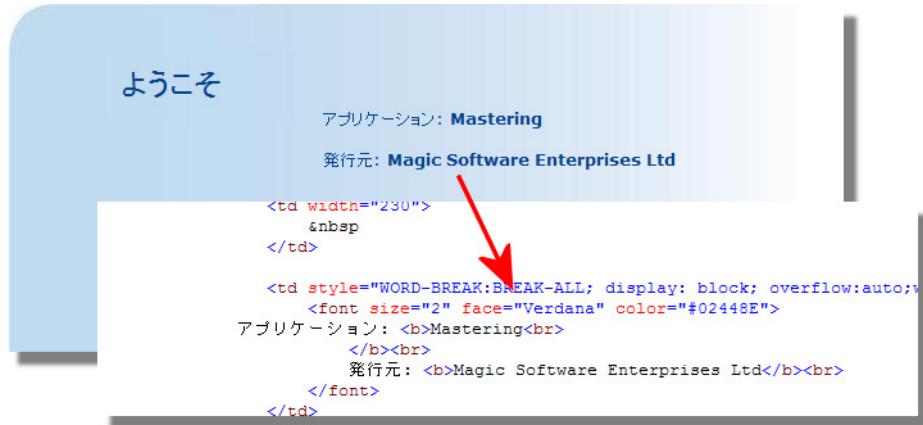 ようこそ
アプリケーション: Mastering
発行元: Magic Software Enterprises Ltd
<td width="230">
&nbsp
</td>
<td style="WORD-BREAK:BREAK-ALL; display: block; overflow:auto;w
<font size="2" face="Verdana" color="#02448E">
アプリケーション: <b>Mastering<br>
</b><br>
発行元: <b>Magic Software Enterprises Ltd</b><br>
</font>
</td>